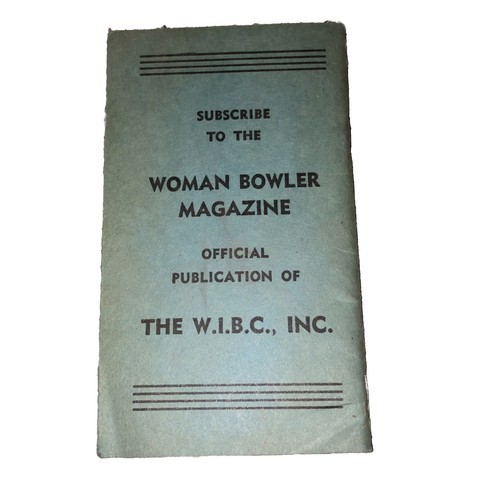 SUBSCRIBE
TO THE
WOMAN BOWLER
MAGAZINE
OFFICIAL
PUBLICATION OF
THE W.I.B.C., INC.